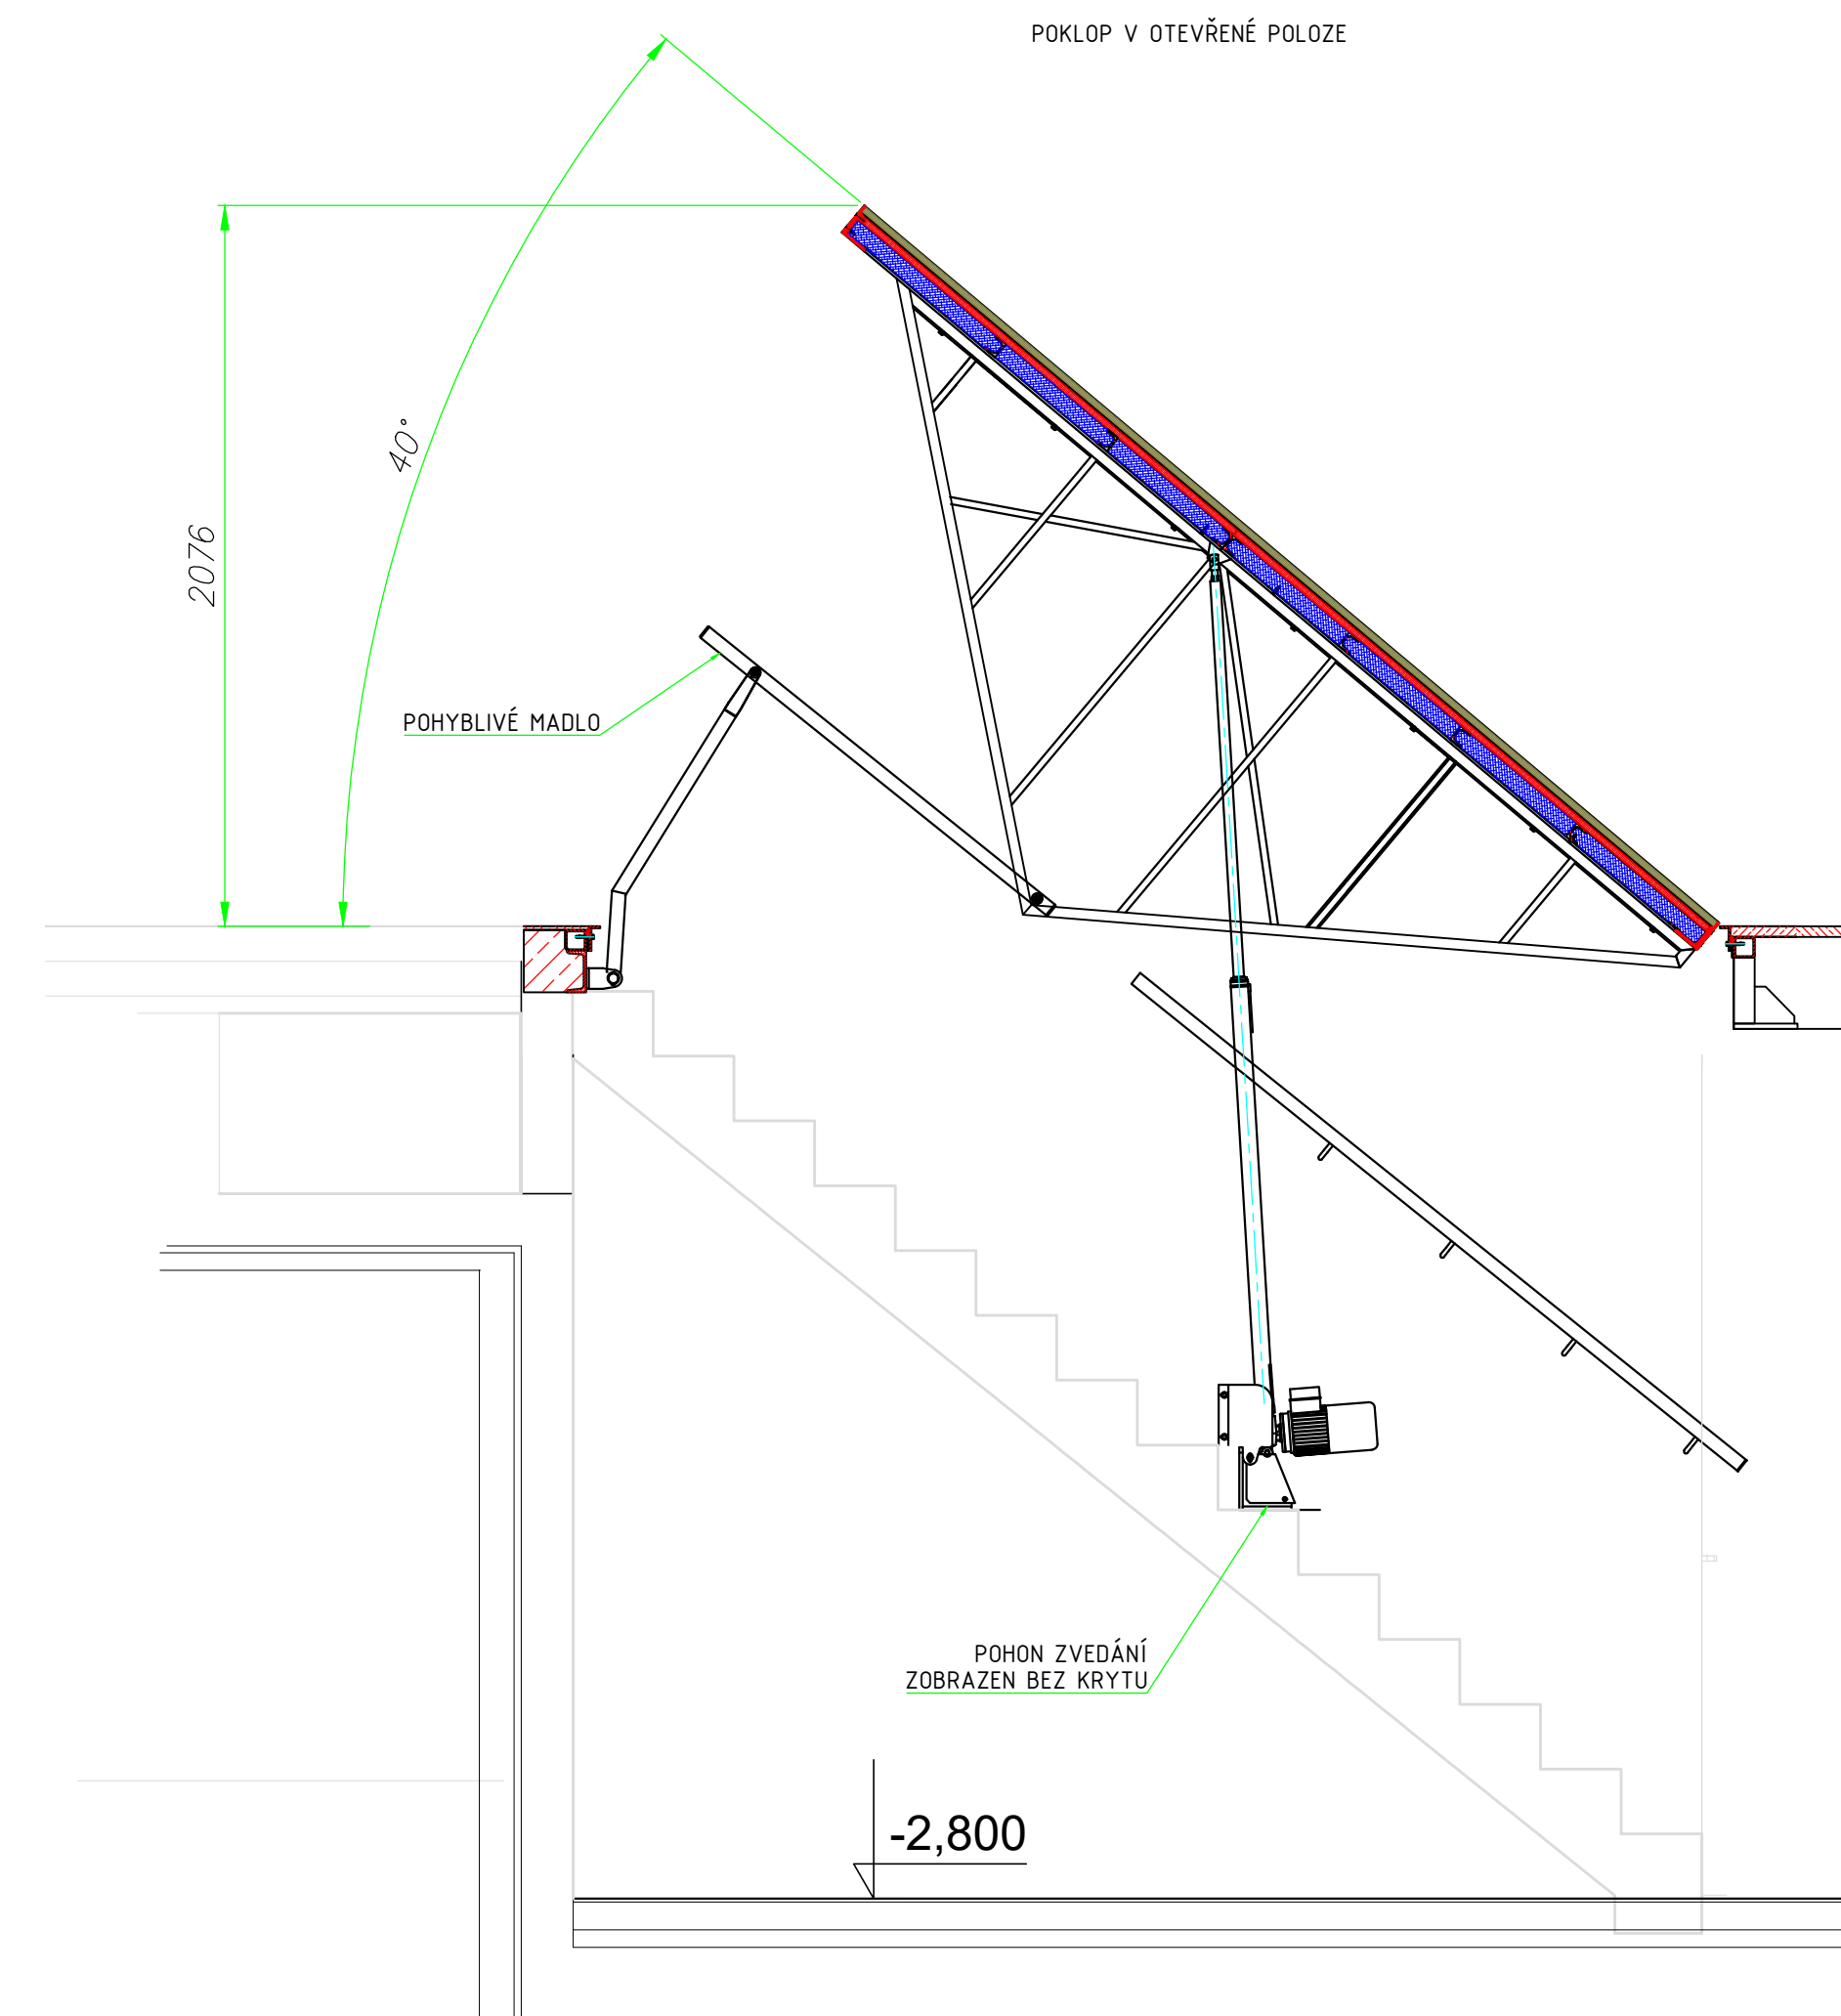 POKLOP V OTEVŘENÉ POLOZE
40°
2076
POHYBLIVÉ MADLO
POHON ZVEDÁNÍ
ZOBRAZEN BEZ KRYTU
-2,800